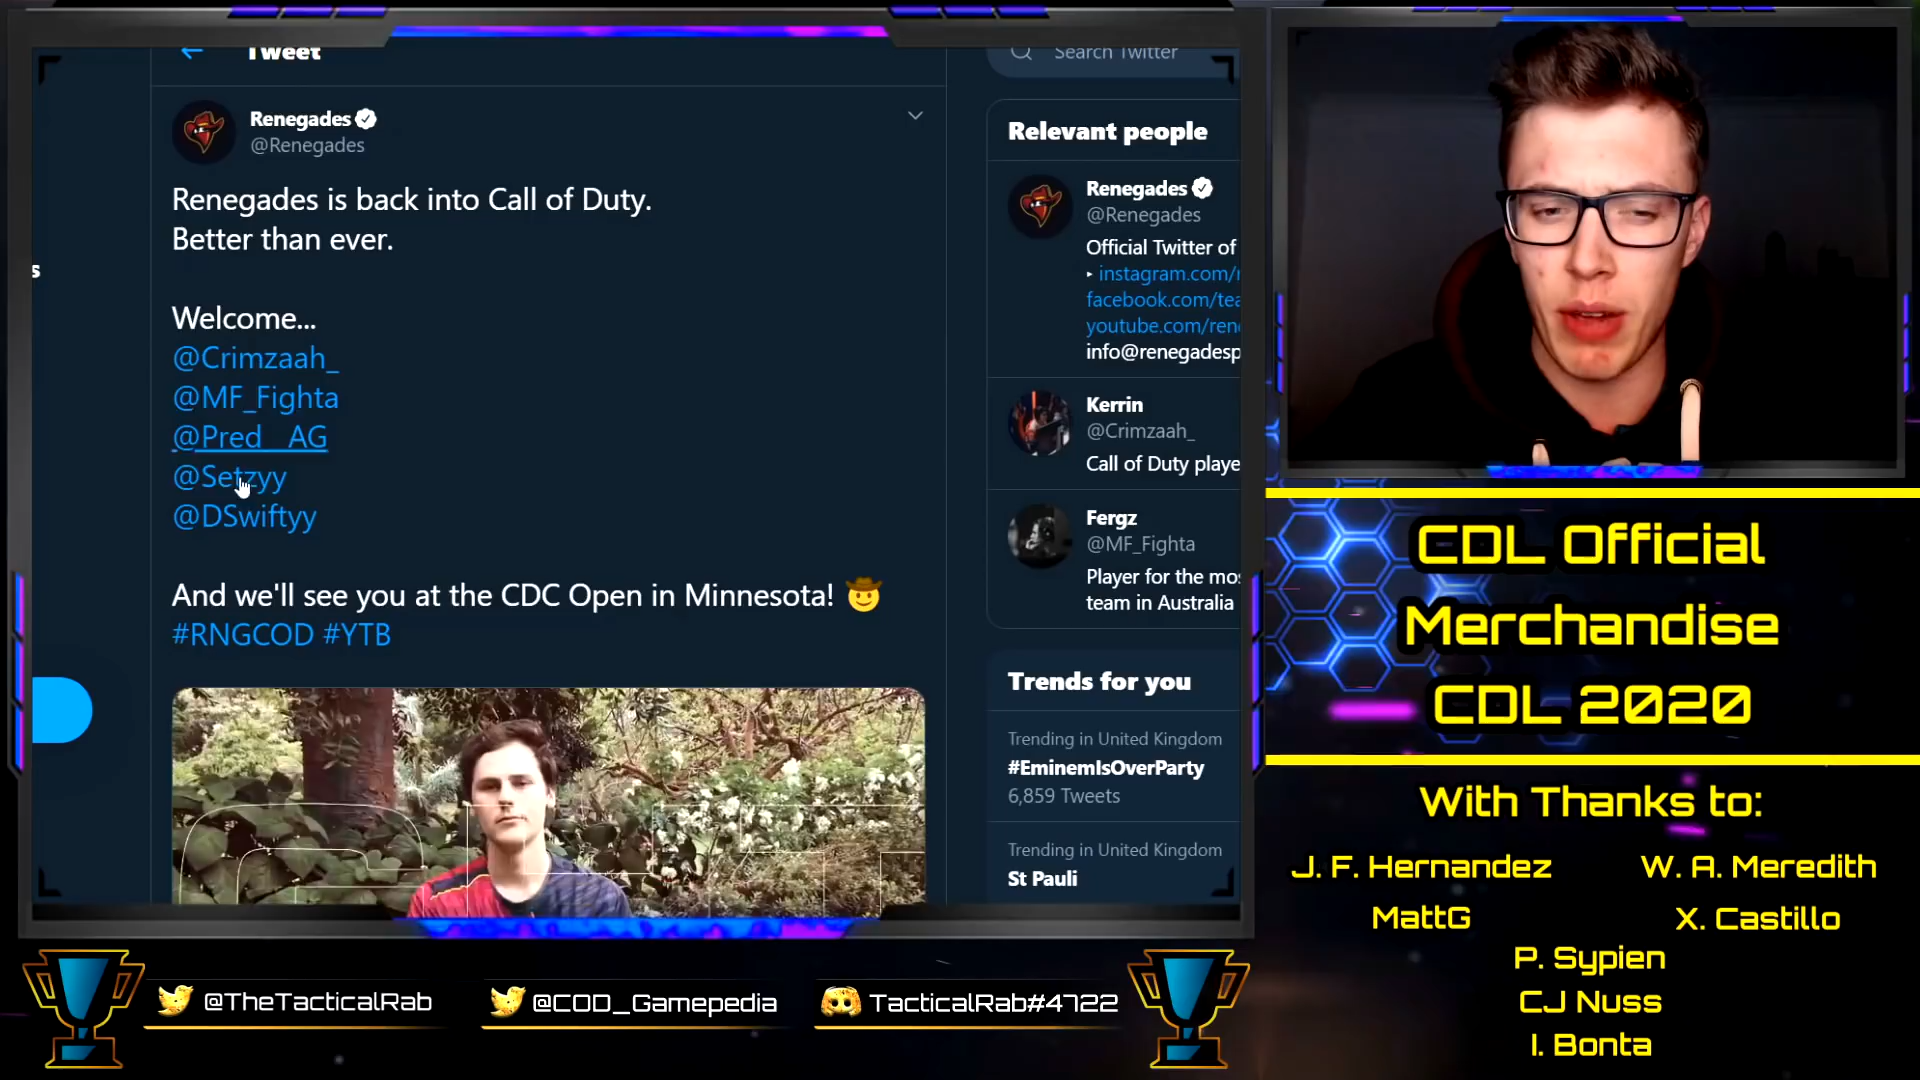 Tweet
Search Twitter
Renegades
@Renegades
Renegades is back into Call of Duty.
Better than ever.
Welcome...
@Crimzaah_
@MF_Fighta
@Pred__AG
@Setzyy
@DSwiftyy
And we'll see you at the CDC Open in Minnesota! 🤠
#RNGCOD #YTB
s
Relevant people
Renegades
@Renegades
Official Twitter of
‣ instagram.com/r
facebook.com/tea
youtube.com/ren
info@renegadesp
Kerrin
@Crimzaah_
Call of Duty playe
Fergz
@MF_Fighta
Player for the mos
team in Australia
Trends for you
Trending in United Kingdom
#EminemIsOverParty
6,859 Tweets
Trending in United Kingdom
St Pauli
CDL Official
Merchandise
CDL 2020
With Thanks to:
J. F. Hernandez
W. A. Meredith
MattG
X. Castillo
P. Sypien
CJ Nuss
I. Bonta
@TheTacticalRab
@COD_Gamepedia
TacticalRab#4722